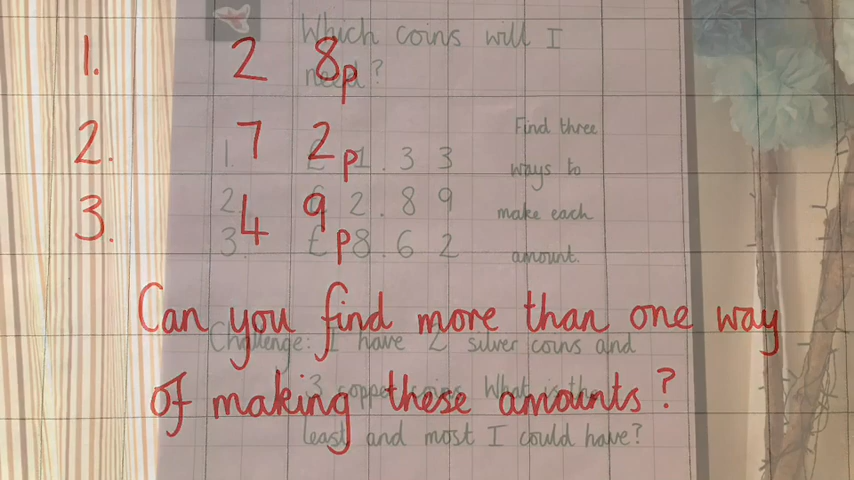 1. 28p
2. 72p
3. 49p
Can you find more than one way
of making these amounts?
Which coins will I
need?
1. £1.33
2. £2.89
3. £8.62
Find three
ways to
make each
amount.
Challenge: I have 2 silver coins and
3 copper coins. What is the
least and most I could have?